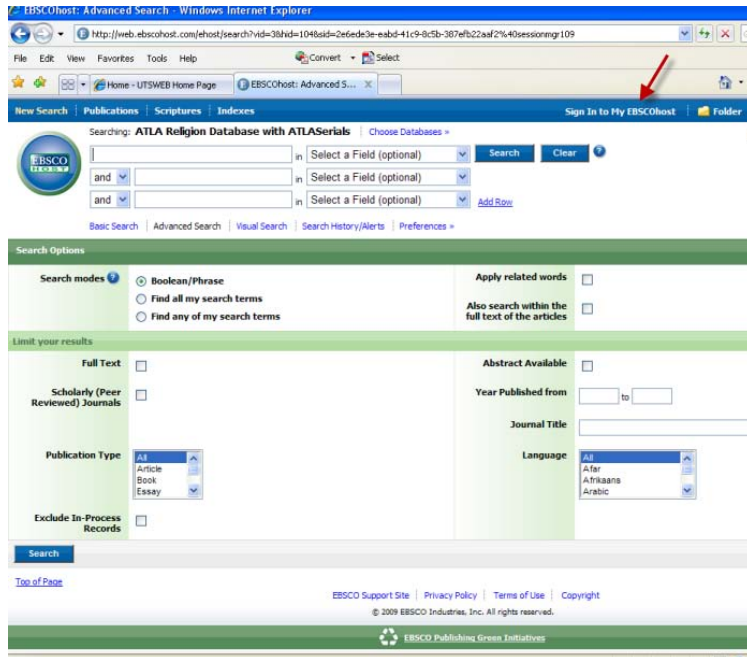 EBSCOhost: Advanced Search - Windows Internet Explorer
http://web.ebscohost.com/ehost/search?vid=3&hid=104&sid=2e6ede3e-eabd-41c9-8c5b-387efb22aaf2%40sessionmgr109
File Edit View Favorites Tools Help Convert Select
Home - UTSWEB Home Page EBSCOhost: Advanced S... X
New Search Publications Scriptures Indexes Sign In to My EBSCOhost Folder
Searching: ATLA Religion Database with ATLASerials Choose Databases »
EBSCO HOST
in Select a Field (optional) Search Clear ?
and in Select a Field (optional)
and in Select a Field (optional) Add Row
Basic Search Advanced Search Visual Search Search History/Alerts Preferences »
Search Options
Search modes ? Boolean/Phrase
Find all my search terms
Find any of my search terms
Apply related words
Also search within the
full text of the articles
Limit your results
Full Text
Abstract Available
Scholarly (Peer
Reviewed) Journals
Year Published from to
Journal Title
Publication Type All
Article
Book
Essay
Language All
Afar
Afrikaans
Arabic
Exclude In-Process
Records
Search
Top of Page
EBSCO Support Site Privacy Policy Terms of Use Copyright
© 2009 EBSCO Industries, Inc. All rights reserved.
EBSCO Publishing Green Initiatives